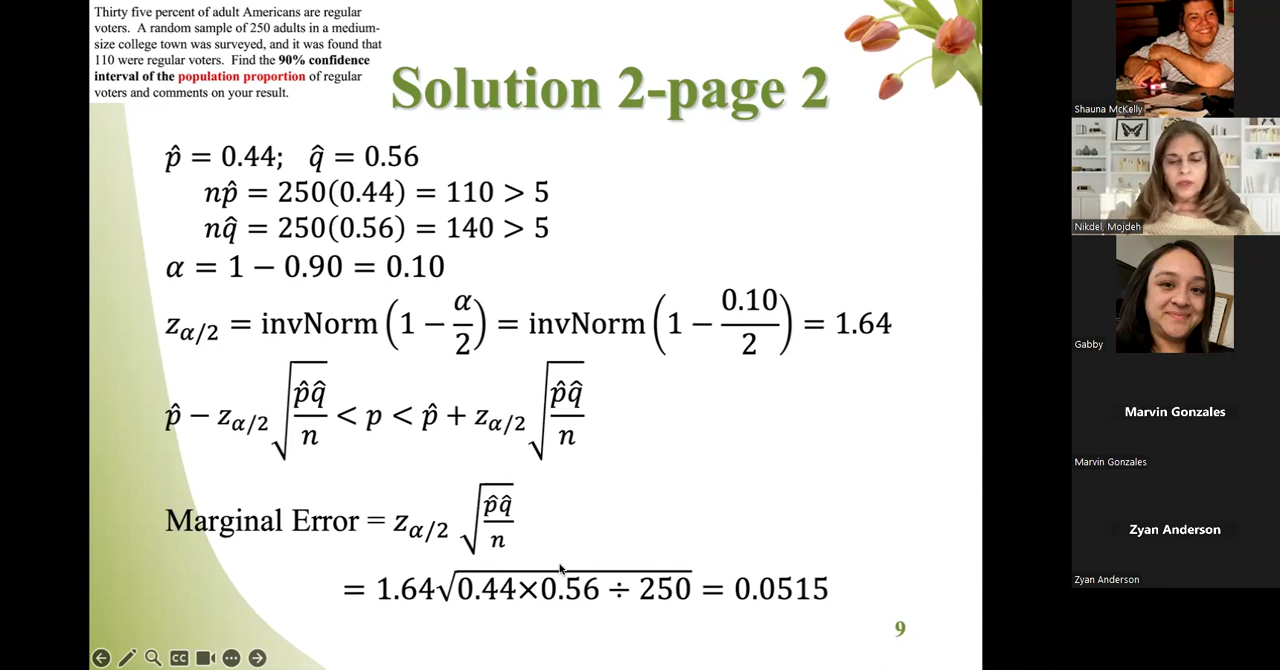 Thirty five percent of adult Americans are regular
voters. A random sample of 250 adults in a medium-
size college town was surveyed, and it was found that
110 were regular voters. Find the 90% confidence
interval of the population proportion of regular
voters and comments on your result.
Solution 2-page 2
p̂ = 0.44; q̂ = 0.56
np̂ = 250(0.44) = 110 > 5
nq̂ = 250(0.56) = 140 > 5
α = 1 − 0.90 = 0.10
z_{α/2} = invNorm(1 − α/2) = invNorm(1 − 0.10/2) = 1.64
p̂ − z_{α/2} √(p̂q̂/n) < p < p̂ + z_{α/2} √(p̂q̂/n)
Marginal Error = z_{α/2} √(p̂q̂/n)
= 1.64√(0.44×0.56 ÷ 250) = 0.0515
9
CC
Shauna McKelly
Nikdel, Mojdeh
Gabby
Marvin Gonzales
Marvin Gonzales
Zyan Anderson
Zyan Anderson